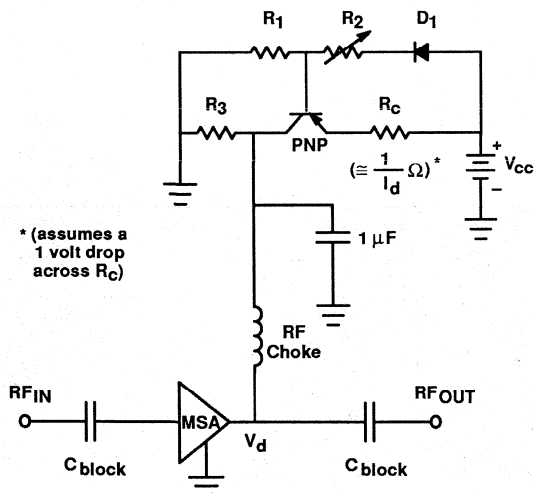 R1 R2 D1
R3 RC
PNP
(≅ 1/Id Ω)*
+
VCC
−
* (assumes a
1 volt drop
across RC)
1 μF
RF
Choke
RFIN RFOUT
MSA
Vd
Cblock Cblock